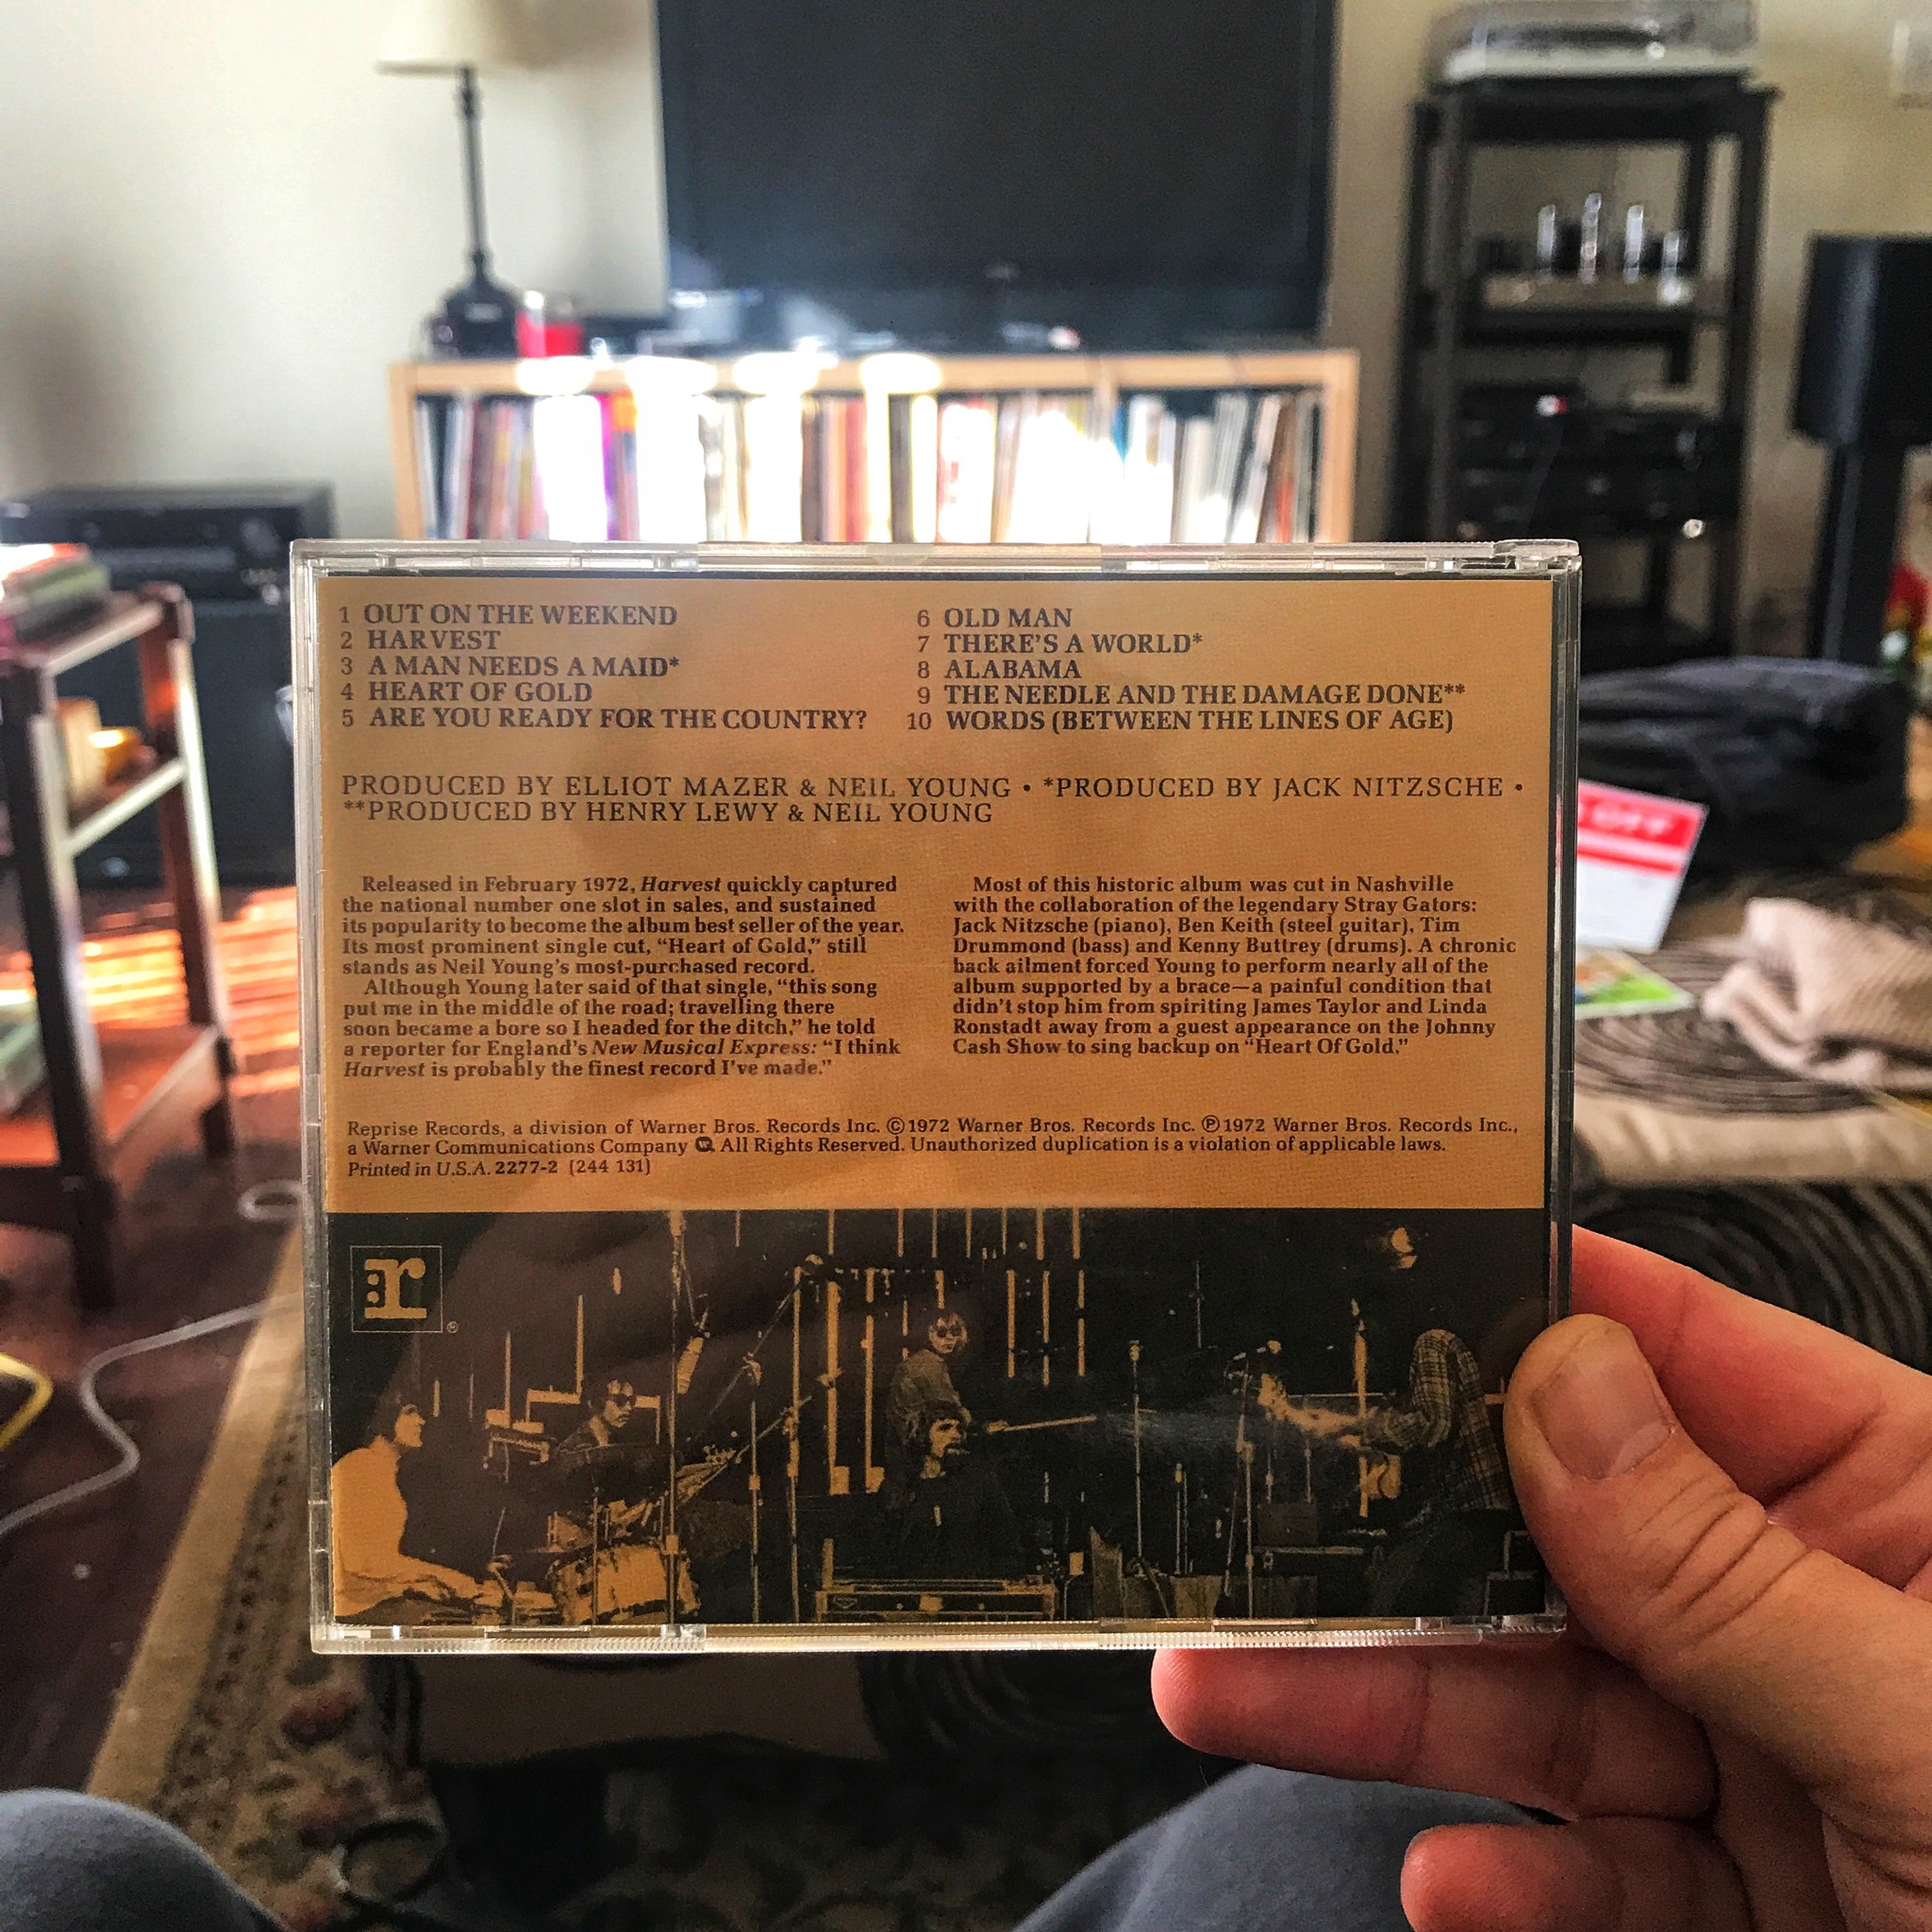 1 OUT ON THE WEEKEND
2 HARVEST
3 A MAN NEEDS A MAID*
4 HEART OF GOLD
5 ARE YOU READY FOR THE COUNTRY?
6 OLD MAN
7 THERE'S A WORLD*
8 ALABAMA
9 THE NEEDLE AND THE DAMAGE DONE**
10 WORDS (BETWEEN THE LINES OF AGE)
PRODUCED BY ELLIOT MAZER & NEIL YOUNG • *PRODUCED BY JACK NITZSCHE •
**PRODUCED BY HENRY LEWY & NEIL YOUNG
Released in February 1972, Harvest quickly captured
the national number one slot in sales, and sustained
its popularity to become the album best seller of the year.
Its most prominent single cut, “Heart of Gold,” still
stands as Neil Young's most-purchased record.
Although Young later said of that single, “this song
put me in the middle of the road; travelling there
soon became a bore so I headed for the ditch,” he told
a reporter for England's New Musical Express: “I think
Harvest is probably the finest record I've made.”
Most of this historic album was cut in Nashville
with the collaboration of the legendary Stray Gators:
Jack Nitzsche (piano), Ben Keith (steel guitar), Tim
Drummond (bass) and Kenny Buttrey (drums). A chronic
back ailment forced Young to perform nearly all of the
album supported by a brace—a painful condition that
didn't stop him from spiriting James Taylor and Linda
Ronstadt away from a guest appearance on the Johnny
Cash Show to sing backup on “Heart Of Gold.”
Reprise Records, a division of Warner Bros. Records Inc. ©1972 Warner Bros. Records Inc. ℗1972 Warner Bros. Records Inc.,
a Warner Communications Company. All Rights Reserved. Unauthorized duplication is a violation of applicable laws.
Printed in U.S.A. 2277-2 (244 131)
:r ®